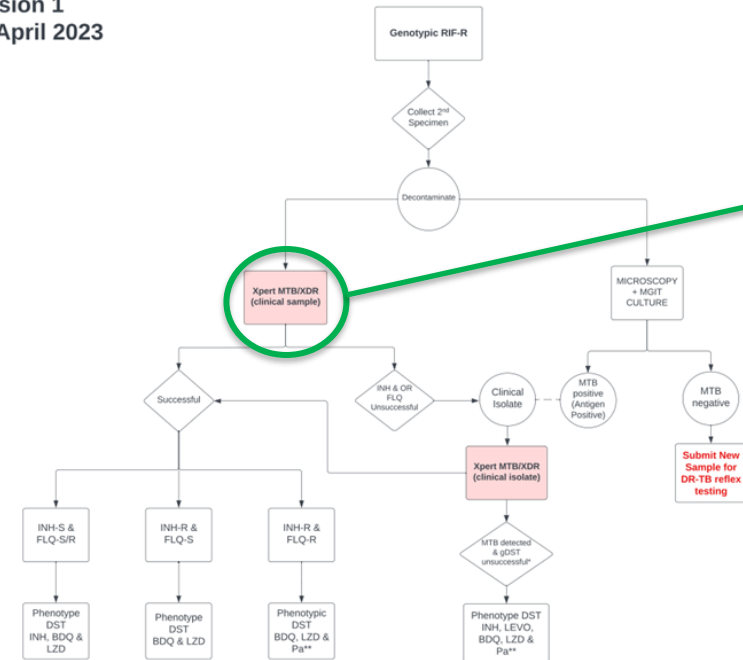 sion 1
April 2023
Genotypic RIF-R
Collect 2nd
Specimen
Decontaminate
Xpert MTB/XDR
(clinical sample)
MICROSCOPY
+ MGIT
CULTURE
Successful
INH & OR
FLQ
Unsuccessful
Clinical
Isolate
MTB
positive
(Antigen
Positive)
MTB
negative
Xpert MTB/XDR
(clinical isolate)
Submit New
Sample for
DR-TB reflex
testing
INH-S &
FLQ-S/R
INH-R &
FLQ-S
INH-R &
FLQ-R
MTB detected
& gDST
unsuccessful*
Phenotype
DST
INH, BDQ &
LZD
Phenotype
DST
BDQ & LZD
Phenotypic
DST
BDQ, LZD &
Pa**
Phenotype DST
INH, LEVO,
BDQ, LZD &
Pa**